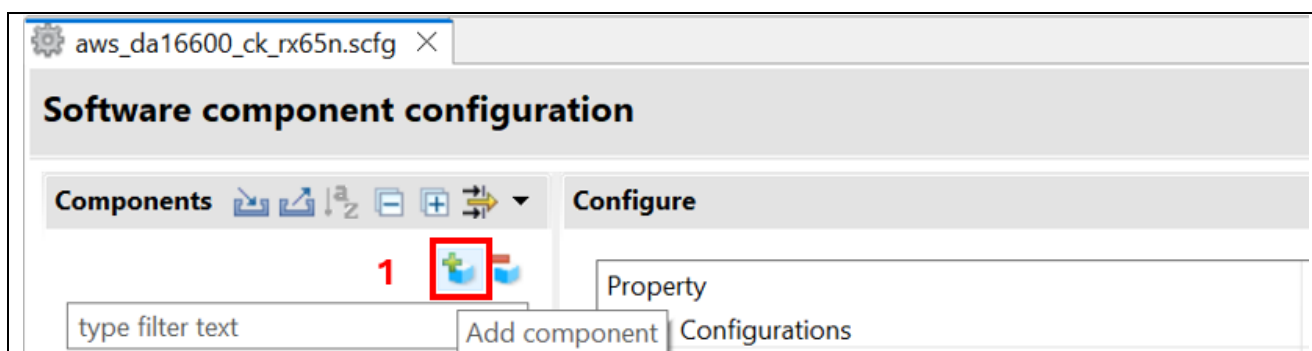 aws_da16600_ck_rx65n.scfg
Software component configuration
Components
Configure
1
Property
type filter text
Add component
Configurations